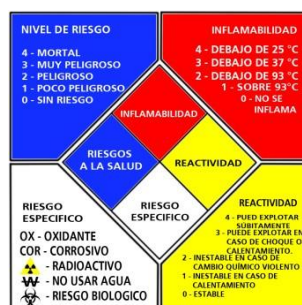 NIVEL DE RIESGO
4 - MORTAL
3 - MUY PELIGROSO
2 - PELIGROSO
1 - POCO PELIGROSO
0 - SIN RIESGO
INFLAMABILIDAD
4 - DEBAJO DE 25 °C
3 - DEBAJO DE 37 °C
2 - DEBAJO DE 93 °C
1 - SOBRE 93°C
0 - NO SE
INFLAMA
INFLAMABILIDAD
RIESGOS
A LA SALUD
REACTIVIDAD
RIESGO
ESPECIFICO
RIESGO
ESPECIFICO
OX - OXIDANTE
COR - CORROSIVO
- RADIOACTIVO
W - NO USAR AGUA
- RIESGO BIOLOGICO
REACTIVIDAD
4 - PUED EXPLOTAR
SÚBITAMENTE
3 - PUEDE EXPLOTAR EN
CASO DE CHOQUE O
CALENTAMIENTO.
2 - INESTABLE EN CASO DE
CAMBIO QUÍMICO VIOLENTO
1 - INESTABLE EN CASO DE
CALENTAMIENTO
0 - ESTABLE